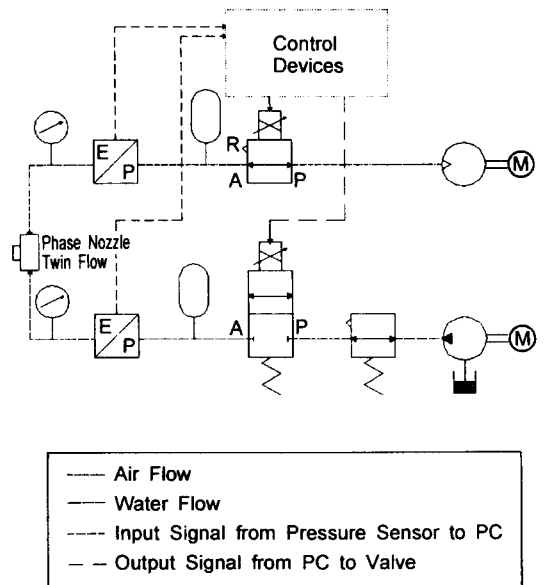 Control
Devices
E
P
R
A
P
M
Phase Nozzle
Twin Flow
E
P
A
P
M
Air Flow
Water Flow
Input Signal from Pressure Sensor to PC
Output Signal from PC to Valve